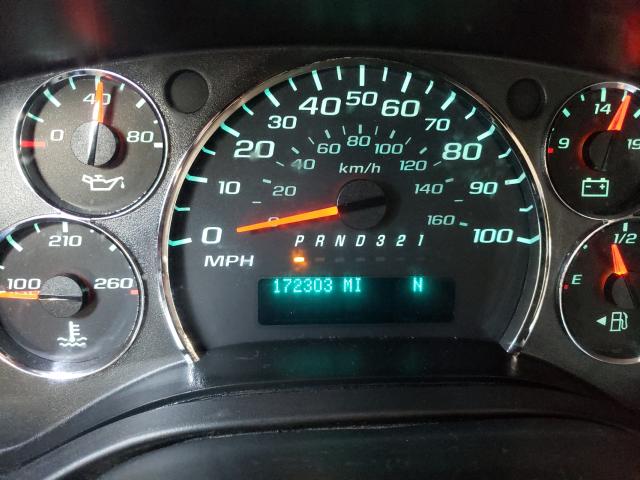 0 40 80
100 210 260
0 10 20 30 40 50 60 70 80 90 100
20 40 60 80 100 120 140 160
km/h
MPH
P R N D 3 2 1
172303 MI N
9 14 19
E 1/2